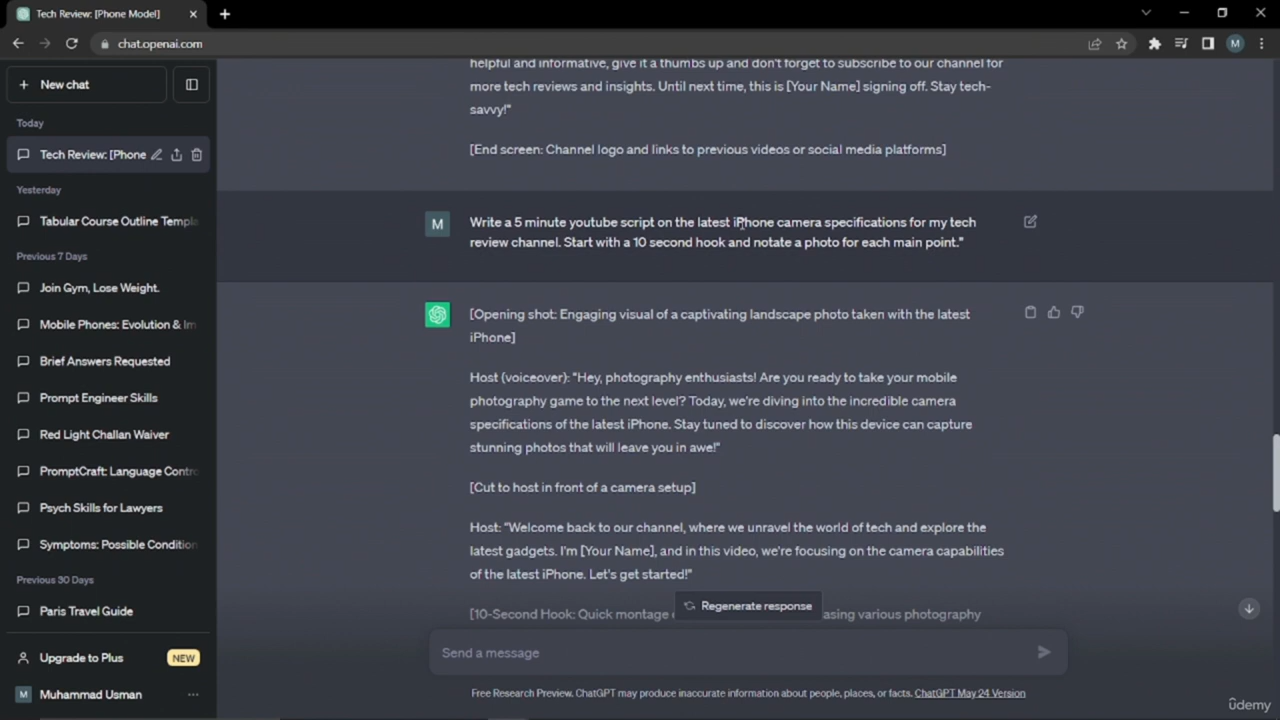 Tech Review: [Phone Model]
chat.openai.com
M
New chat
Today
Tech Review: [Phone
Yesterday
Tabular Course Outline Templa
Previous 7 Days
Join Gym, Lose Weight.
Mobile Phones: Evolution & Im
Brief Answers Requested
Prompt Engineer Skills
Red Light Challan Waiver
PromptCraft: Language Contro
Psych Skills for Lawyers
Symptoms: Possible Condition
Previous 30 Days
Paris Travel Guide
Upgrade to Plus NEW
M Muhammad Usman
helpful and informative, give it a thumbs up and don't forget to subscribe to our channel for
more tech reviews and insights. Until next time, this is [Your Name] signing off. Stay tech-
savvy!"
[End screen: Channel logo and links to previous videos or social media platforms]
M
Write a 5 minute youtube script on the latest iPhone camera specifications for my tech
review channel. Start with a 10 second hook and notate a photo for each main point."
[Opening shot: Engaging visual of a captivating landscape photo taken with the latest
iPhone]
Host (voiceover): "Hey, photography enthusiasts! Are you ready to take your mobile
photography game to the next level? Today, we're diving into the incredible camera
specifications of the latest iPhone. Stay tuned to discover how this device can capture
stunning photos that will leave you in awe!"
[Cut to host in front of a camera setup]
Host: "Welcome back to our channel, where we unravel the world of tech and explore the
latest gadgets. I'm [Your Name], and in this video, we're focusing on the camera capabilities
of the latest iPhone. Let's get started!"
[10-Second Hook: Quick montage asing various photography
Regenerate response
Send a message
Free Research Preview. ChatGPT may produce inaccurate information about people, places, or facts. ChatGPT May 24 Version
ûdemy